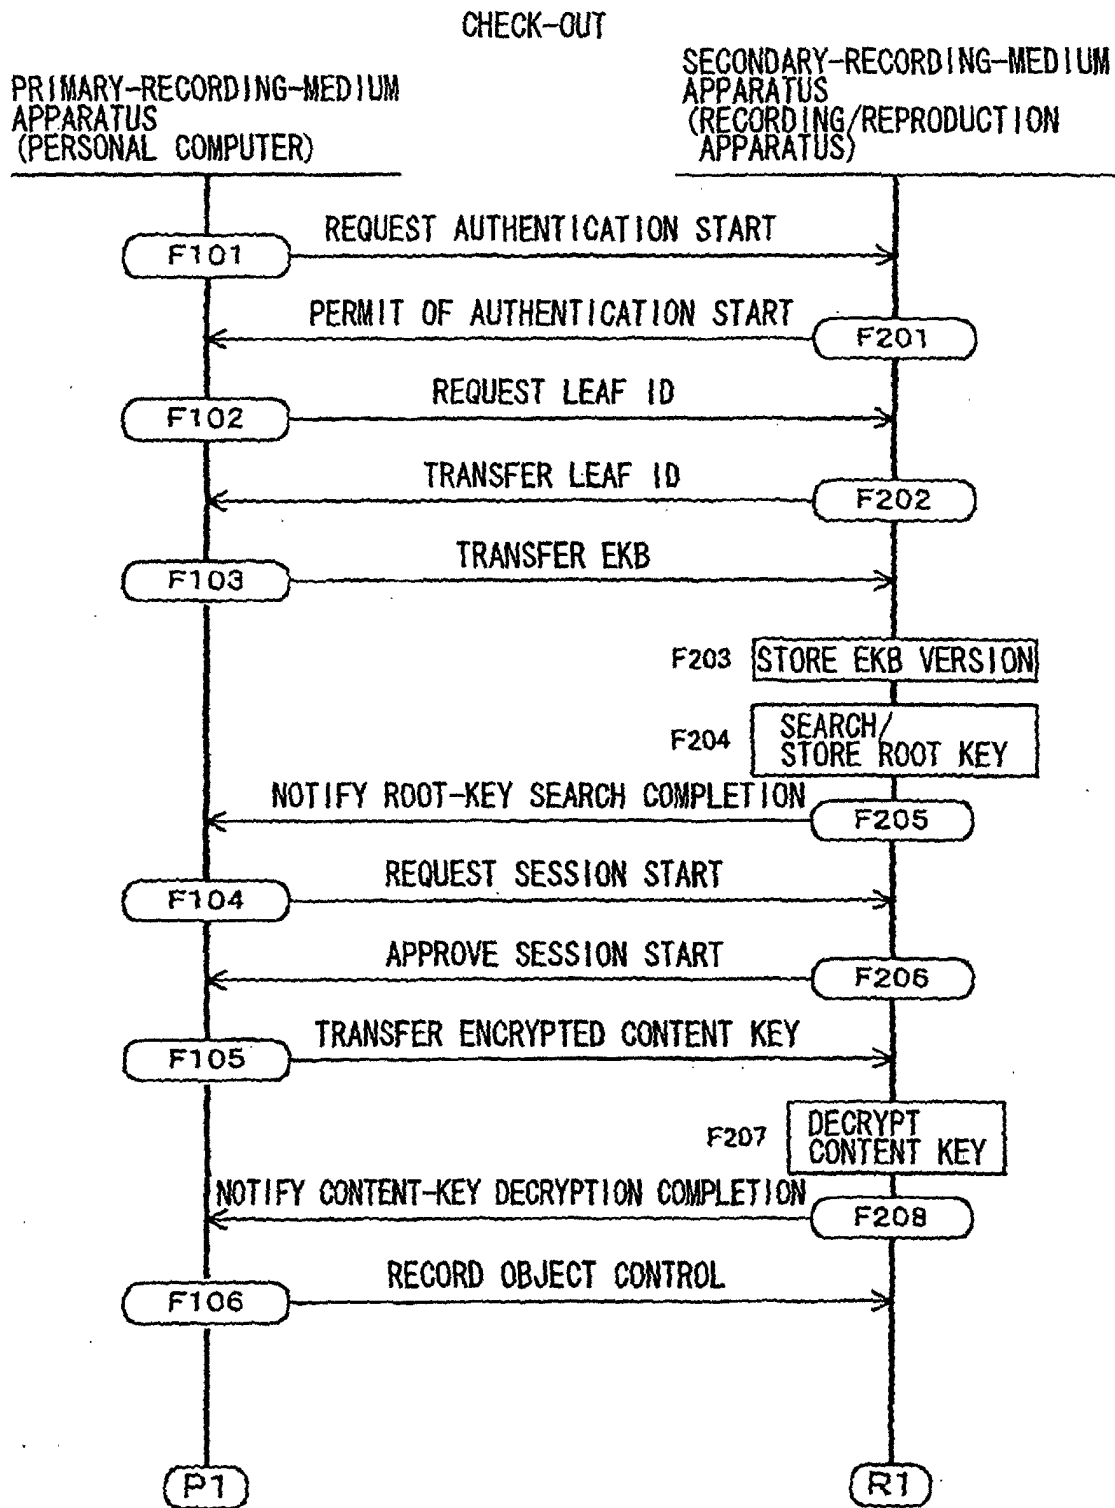 CHECK-OUT
PRIMARY-RECORDING-MEDIUM
APPARATUS
(PERSONAL COMPUTER)
SECONDARY-RECORDING-MEDIUM
APPARATUS
(RECORDING/REPRODUCTION
APPARATUS)
REQUEST AUTHENTICATION START
F101
PERMIT OF AUTHENTICATION START
F201
REQUEST LEAF ID
F102
TRANSFER LEAF ID
F202
TRANSFER EKB
F103
F203 STORE EKB VERSION
SEARCH/
F204 STORE ROOT KEY
NOTIFY ROOT-KEY SEARCH COMPLETION
F205
REQUEST SESSION START
F104
APPROVE SESSION START
F206
TRANSFER ENCRYPTED CONTENT KEY
F105
F207 DECRYPT
CONTENT KEY
NOTIFY CONTENT-KEY DECRYPTION COMPLETION
F208
RECORD OBJECT CONTROL
F106
P1
R1